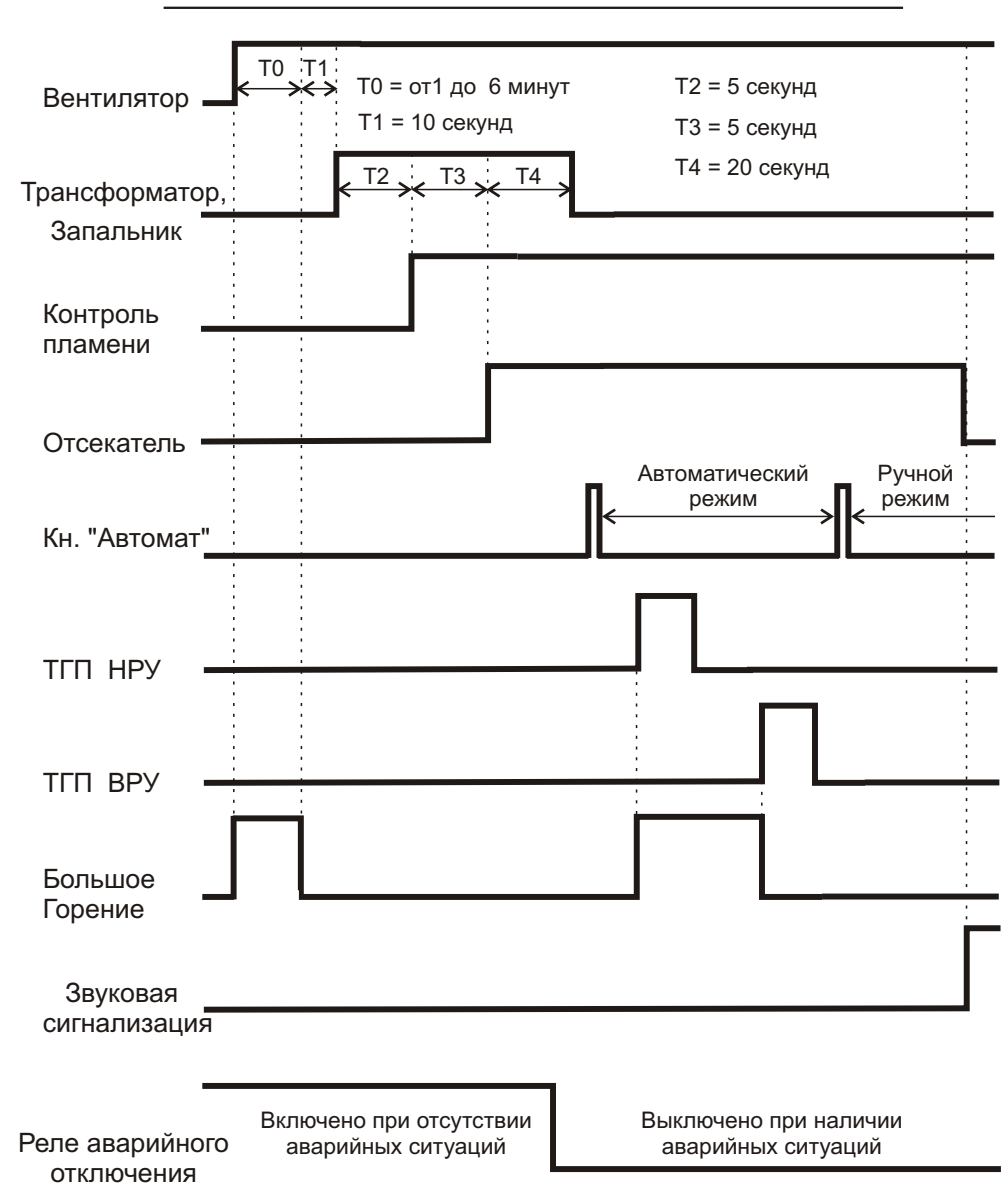 Вентилятор
T0
T1
T0 = от1 до 6 минут
T1 = 10 секунд
T2 = 5 секунд
T3 = 5 секунд
T4 = 20 секунд
Трансформатор,
Запальник
T2
T3
T4
Контроль
пламени
Отсекатель
Автоматический
режим
Ручной
режим
Кн. "Автомат"
ТГП НРУ
ТГП ВРУ
Большое
Горение
Звуковая
сигнализация
Реле аварийного
отключения
Включено при отсутствии
аварийных ситуаций
Выключено при наличии
аварийных ситуаций